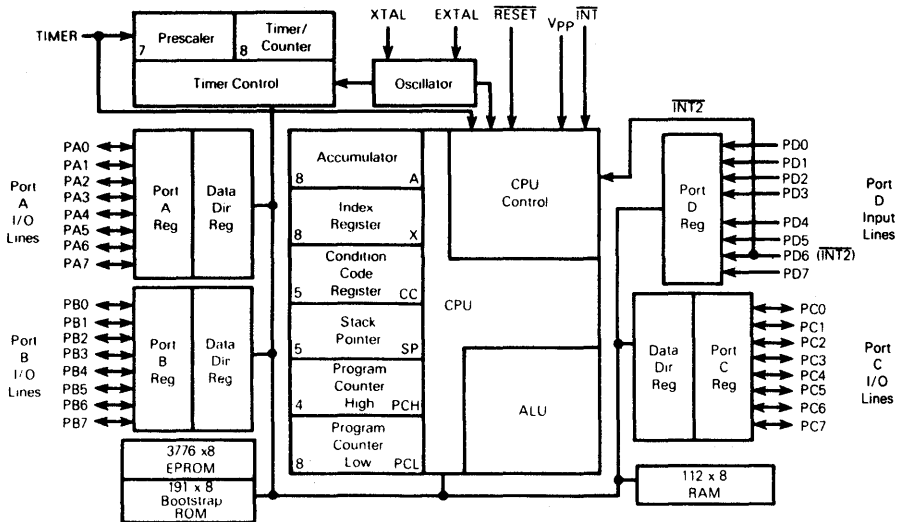 XTAL
EXTAL
RESET
VPP
INT
TIMER
7
Prescaler
8
Timer/
Counter
Timer Control
Oscillator
INT2
Port
A
I/O
Lines
PA0
PA1
PA2
PA3
PA4
PA5
PA6
PA7
Port
A
Reg
Data
Dir
Reg
Port
B
I/O
Lines
PB0
PB1
PB2
PB3
PB4
PB5
PB6
PB7
Port
B
Reg
Data
Dir
Reg
3776 x8
EPROM
191 x 8
Bootstrap
ROM
Accumulator
8 A
Index
Register
8 X
Condition
Code
Register
5 CC
Stack
Pointer
5 SP
Program
Counter
High
4 PCH
Program
Counter
Low
8 PCL
CPU
Control
CPU
ALU
Port
D
Reg
PD0
PD1
PD2
PD3
PD4
PD5
PD6 (INT2)
PD7
Port
D
Input
Lines
Data
Dir
Reg
Port
C
Reg
PC0
PC1
PC2
PC3
PC4
PC5
PC6
PC7
Port
C
I/O
Lines
112 x 8
RAM